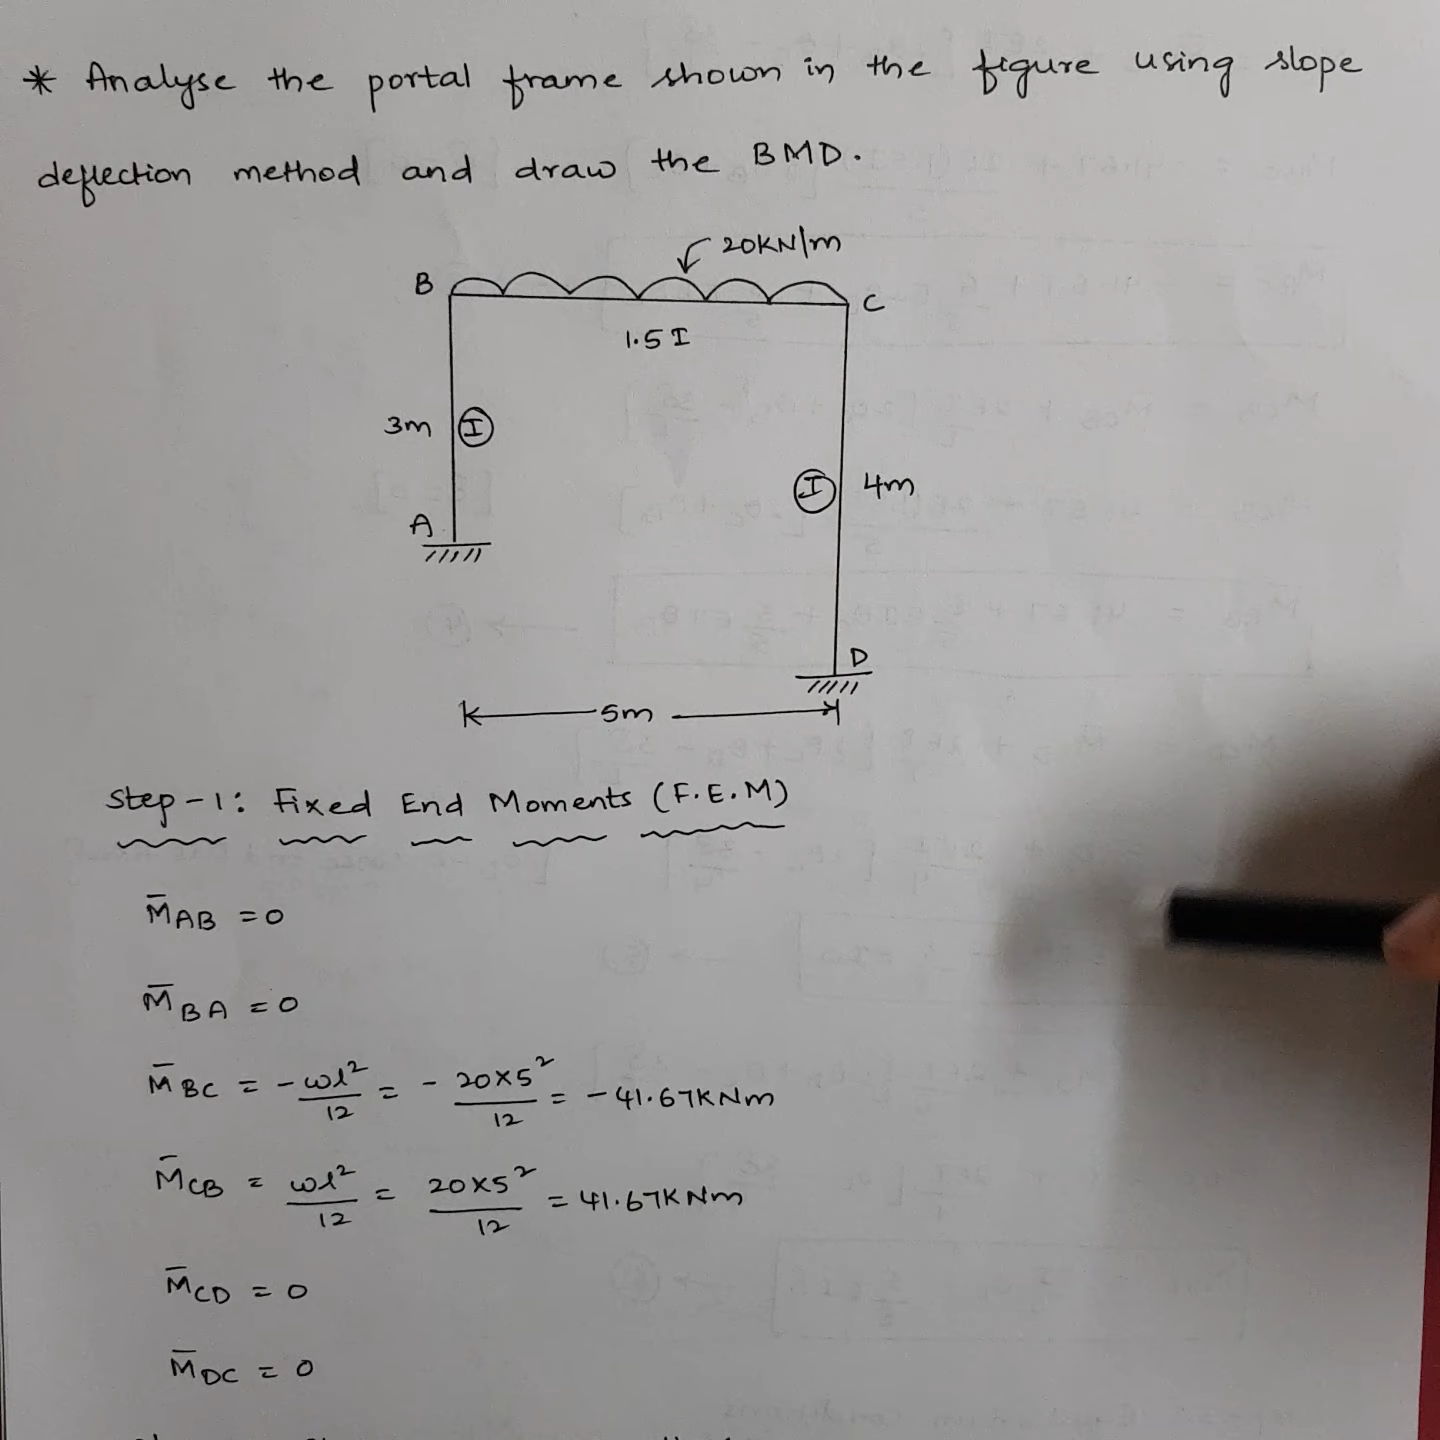 * Analyse the portal frame shown in the figure using slope
deflection method and draw the BMD.
20KN/m
B
C
1.5 I
3m
I
I
4m
A
D
5m
Step-1: Fixed End Moments (F.E.M)
M̅AB = 0
M̅BA = 0
M̅BC = -wl²/12 = - 20×5²/12 = - 41.67KNm
M̅CB = wl²/12 = 20×5²/12 = 41.67KNm
M̅CD = 0
M̅DC = 0